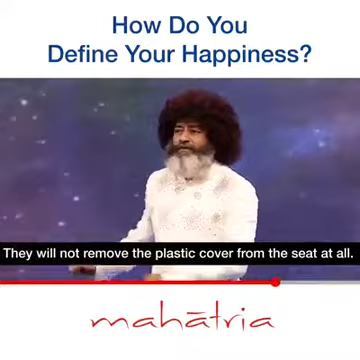 How Do You
Define Your Happiness?
They will not remove the plastic cover from the seat at all.
mahātria